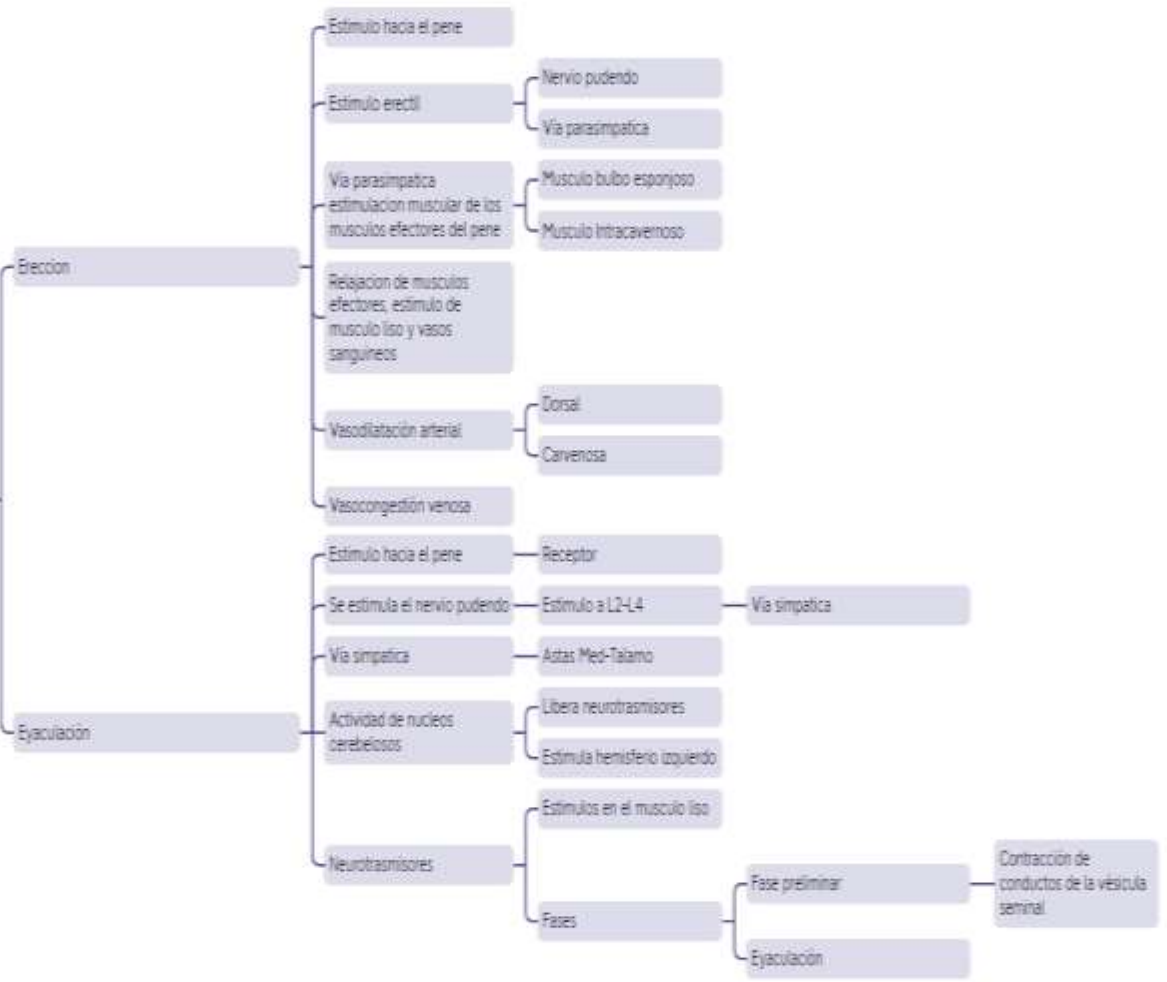 Estimulo hacia el pene
Estimulo erectil
Nervio pudendo
Via parasimpatica
Via parasimpatica
estimulacion muscular de los
musculos efectores del pene
Musculo bulbo esponjoso
Musculo Intracavernoso
Ereccion
Relajacion de musculos
efectores, estimulo de
musculo liso y vasos
sanguineos
Vasodilatación arterial
Dorsal
Carvenosa
Vasocongestión venosa
Estimulo hacia el pene
Receptor
Se estimula el nervio pudendo
Estimulo a L2-L4
Via simpatica
Via simpatica
Astas Med-Talamo
Eyaculación
Actividad de nucleos
cerebelosos
Libera neurotrasmisores
Estimula hemisferio izquierdo
Neurotrasmisores
Estimulos en el musculo liso
Fases
Fase preliminar
Contracción de
conductos de la vésicula
seminal
Eyaculación